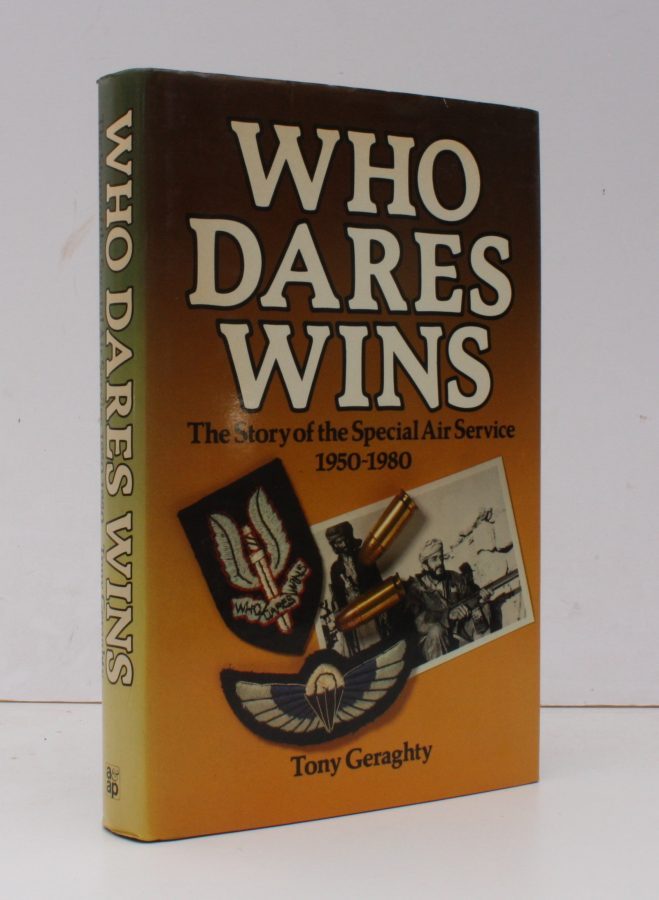 WHO
DARES
WINS
The Story of the Special Air Service
1950-1980
WHO DARES WINS
Tony Geraghty
WHO DARES WINS
a&
ap